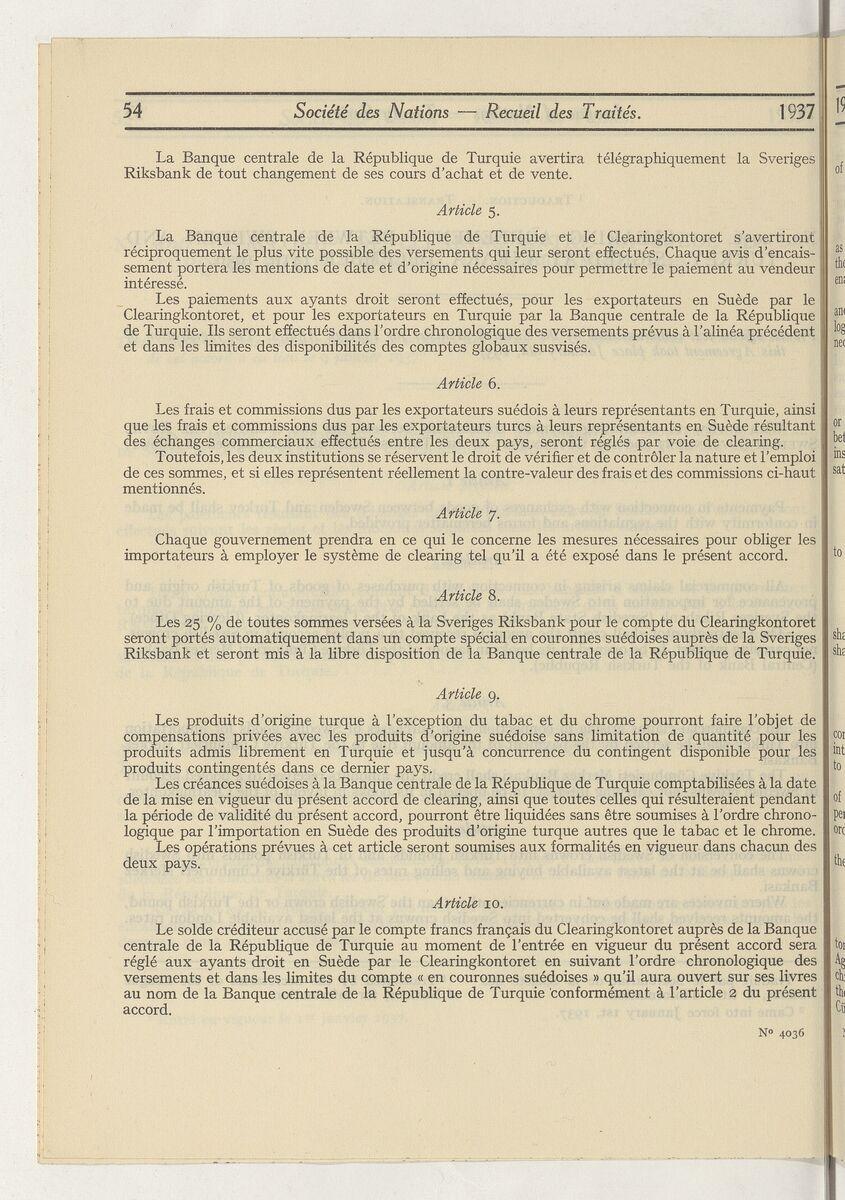 54 Société des Nations — Recueil des Traités. 1937
La Banque centrale de la République de Turquie avertira télégraphiquement la Sveriges
Riksbank de tout changement de ses cours d'achat et de vente.
Article 5.
La Banque centrale de la République de Turquie et le Clearingkontoret s'avertiront
réciproquement le plus vite possible des versements qui leur seront effectués. Chaque avis d'encais-
sement portera les mentions de date et d'origine nécessaires pour permettre le paiement au vendeur
intéressé.
Les paiements aux ayants droit seront effectués, pour les exportateurs en Suède par le
Clearingkontoret, et pour les exportateurs en Turquie par la Banque centrale de la République
de Turquie. Ils seront effectués dans l'ordre chronologique des versements prévus à l'alinéa précédent
et dans les limites des disponibilités des comptes globaux susvisés.
Article 6.
Les frais et commissions dus par les exportateurs suédois à leurs représentants en Turquie, ainsi
que les frais et commissions dus par les exportateurs turcs à leurs représentants en Suède résultant
des échanges commerciaux effectués entre les deux pays, seront réglés par voie de clearing.
Toutefois, les deux institutions se réservent le droit de vérifier et de contrôler la nature et l'emploi
de ces sommes, et si elles représentent réellement la contre-valeur des frais et des commissions ci-haut
mentionnés.
Article 7.
Chaque gouvernement prendra en ce qui le concerne les mesures nécessaires pour obliger les
importateurs à employer le système de clearing tel qu'il a été exposé dans le présent accord.
Article 8.
Les 25 % de toutes sommes versées à la Sveriges Riksbank pour le compte du Clearingkontoret
seront portés automatiquement dans un compte spécial en couronnes suédoises auprès de la Sveriges
Riksbank et seront mis à la libre disposition de la Banque centrale de la République de Turquie.
Article 9.
Les produits d'origine turque à l'exception du tabac et du chrome pourront faire l'objet de
compensations privées avec les produits d'origine suédoise sans limitation de quantité pour les
produits admis librement en Turquie et jusqu'à concurrence du contingent disponible pour les
produits contingentés dans ce dernier pays.
Les créances suédoises à la Banque centrale de la République de Turquie comptabilisées à la date
de la mise en vigueur du présent accord de clearing, ainsi que toutes celles qui résulteraient pendant
la période de validité du présent accord, pourront être liquidées sans être soumises à l'ordre chrono-
logique par l'importation en Suède des produits d'origine turque autres que le tabac et le chrome.
Les opérations prévues à cet article seront soumises aux formalités en vigueur dans chacun des
deux pays.
Article 10.
Le solde créditeur accusé par le compte francs français du Clearingkontoret auprès de la Banque
centrale de la République de Turquie au moment de l'entrée en vigueur du présent accord sera
réglé aux ayants droit en Suède par le Clearingkontoret en suivant l'ordre chronologique des
versements et dans les limites du compte « en couronnes suédoises » qu'il aura ouvert sur ses livres
au nom de la Banque centrale de la République de Turquie conformément à l'article 2 du présent
accord.
Nº 4036